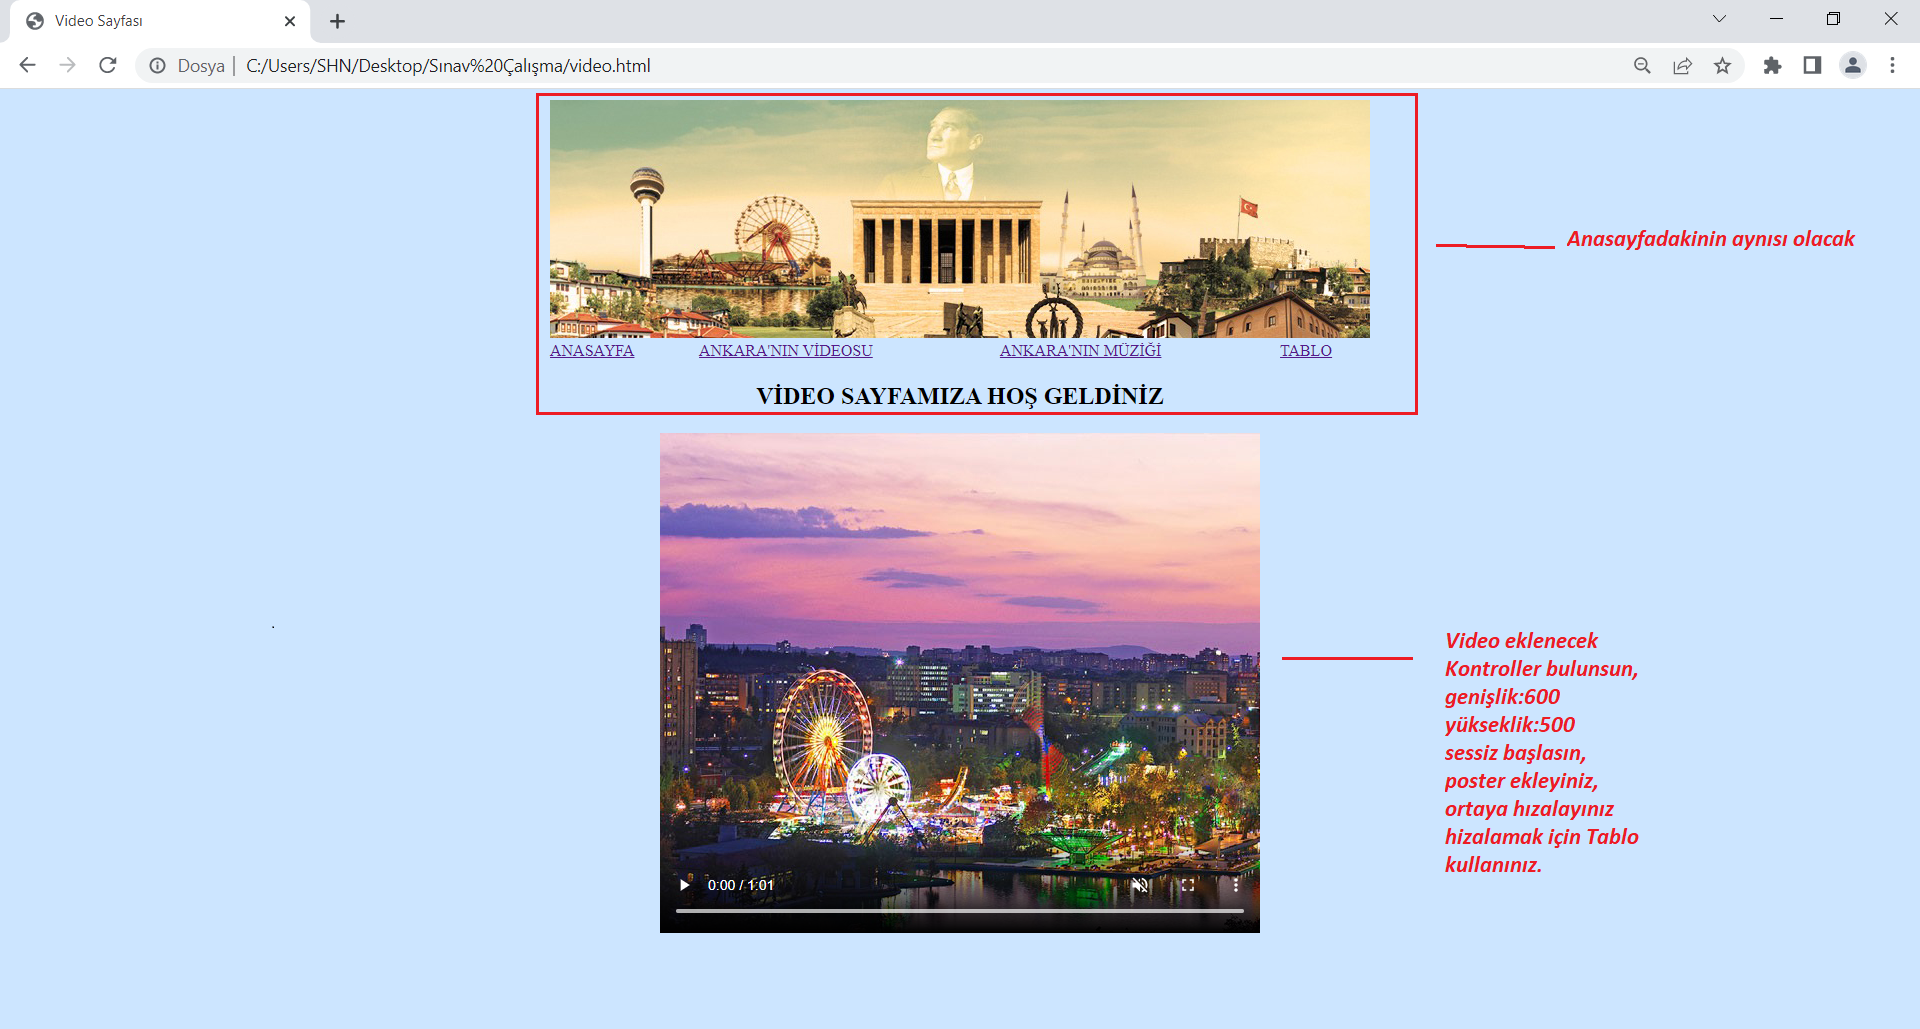 Video Sayfası
Dosya | C:/Users/SHN/Desktop/Sınav%20Çalışma/video.html
Anasayfadakinin aynısı olacak
ANASAYFA ANKARA'NIN VİDEOSU ANKARA'NIN MÜZİĞİ TABLO
VİDEO SAYFAMIZA HOŞ GELDİNİZ
Video eklenecek
Kontroller bulunsun,
genişlik:600
yükseklik:500
sessiz başlasın,
poster ekleyiniz,
ortaya hızalayınız
hizalamak için Tablo
kullanınız.
0:00 / 1:01